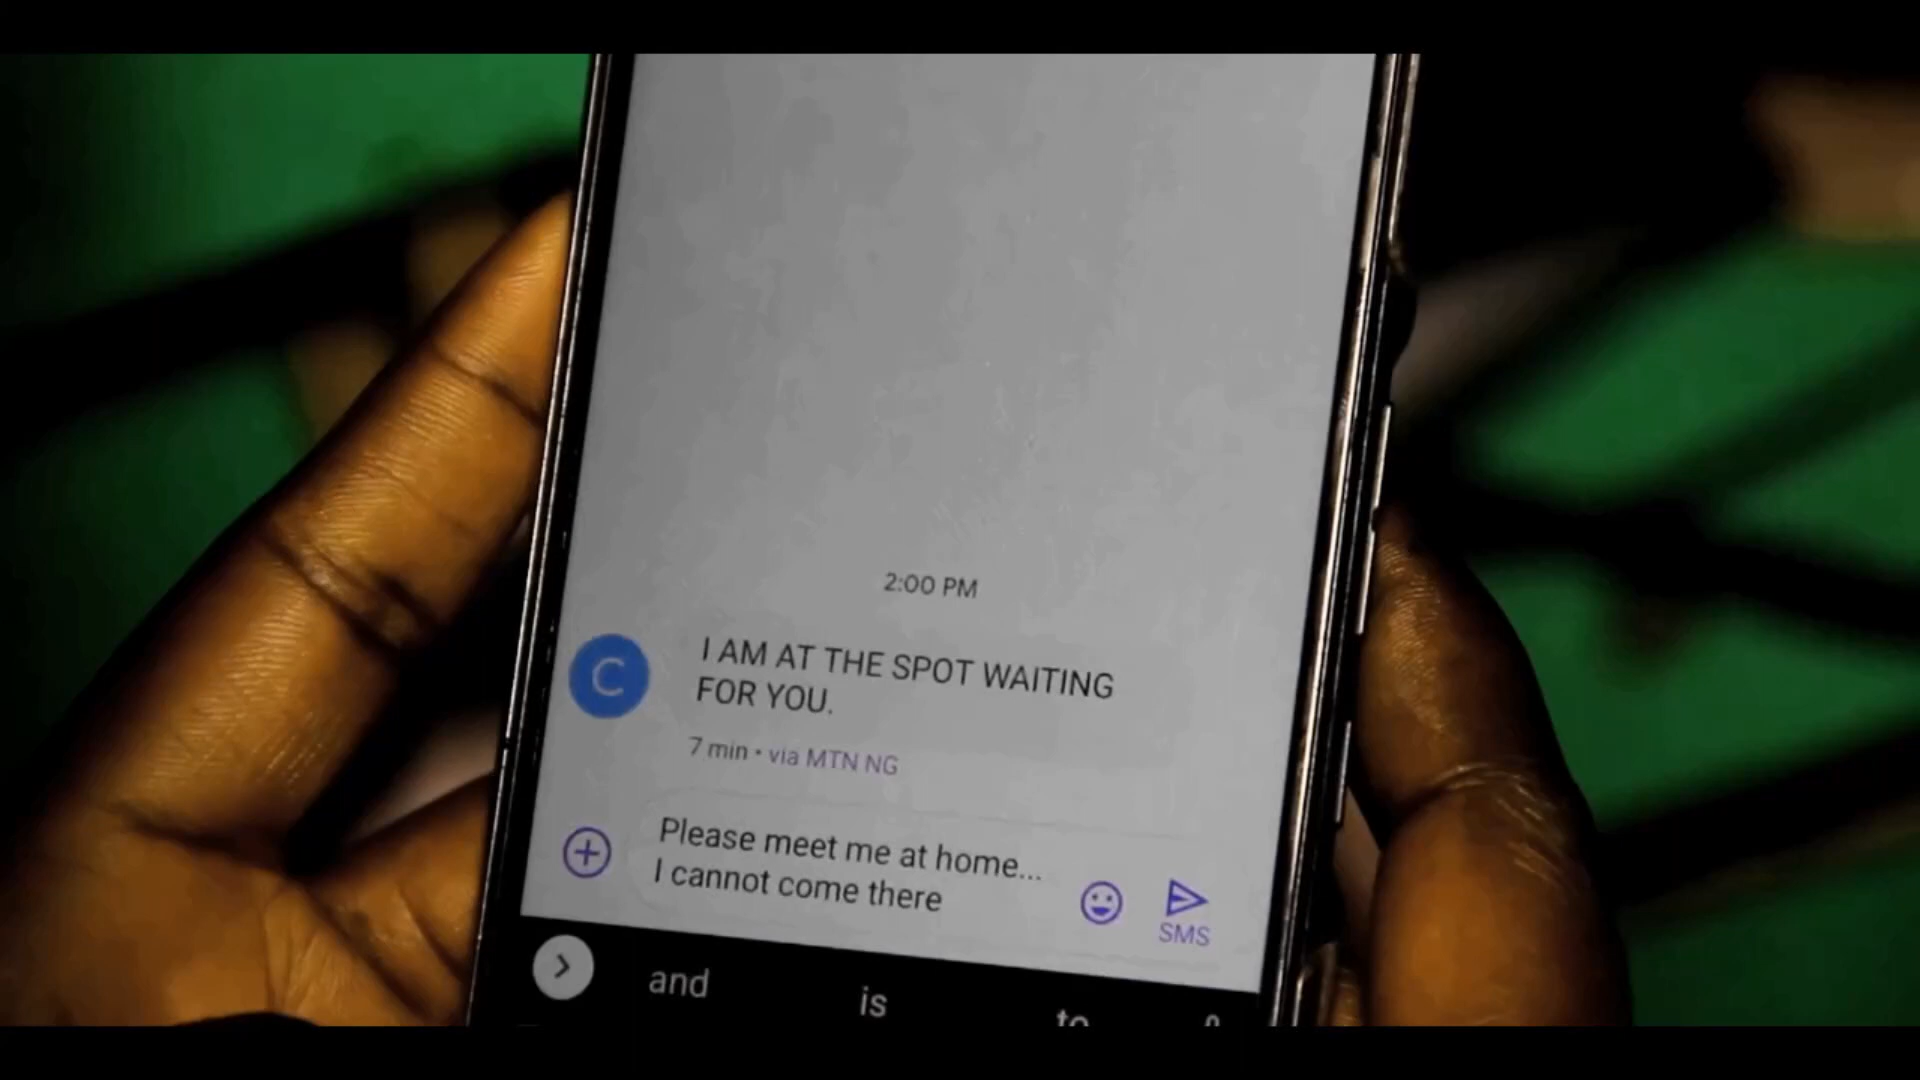 2:00 PM
C
I AM AT THE SPOT WAITING
FOR YOU.
7 min • via MTN NG
Please meet me at home...
I cannot come there
SMS
and is to